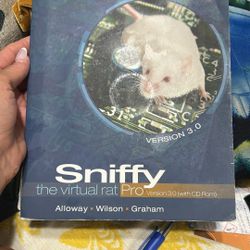 VERSION 3.0
Sniffy
the virtual rat Pro Version 3.0 (with CD Rom)
Alloway • Wilson • Graham